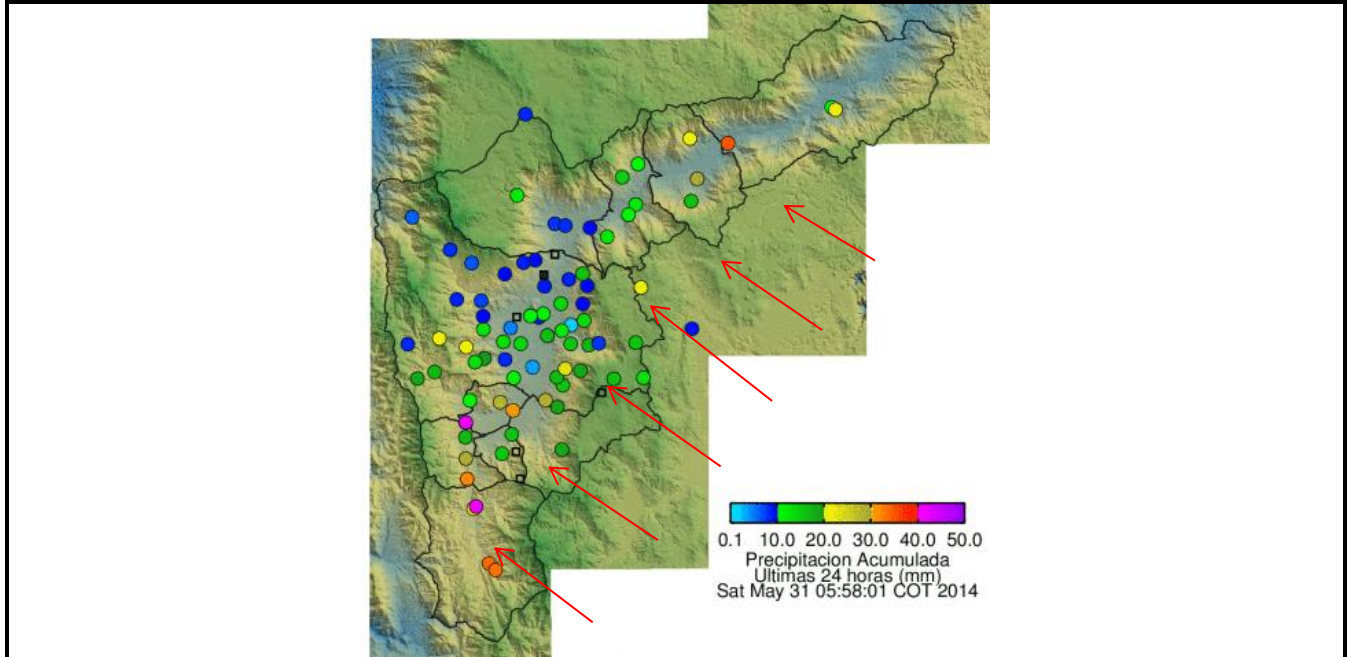 0.1 10.0 20.0 30.0 40.0 50.0
Precipitacion Acumulada
Ultimas 24 horas (mm)
Sat May 31 05:58:01 COT 2014